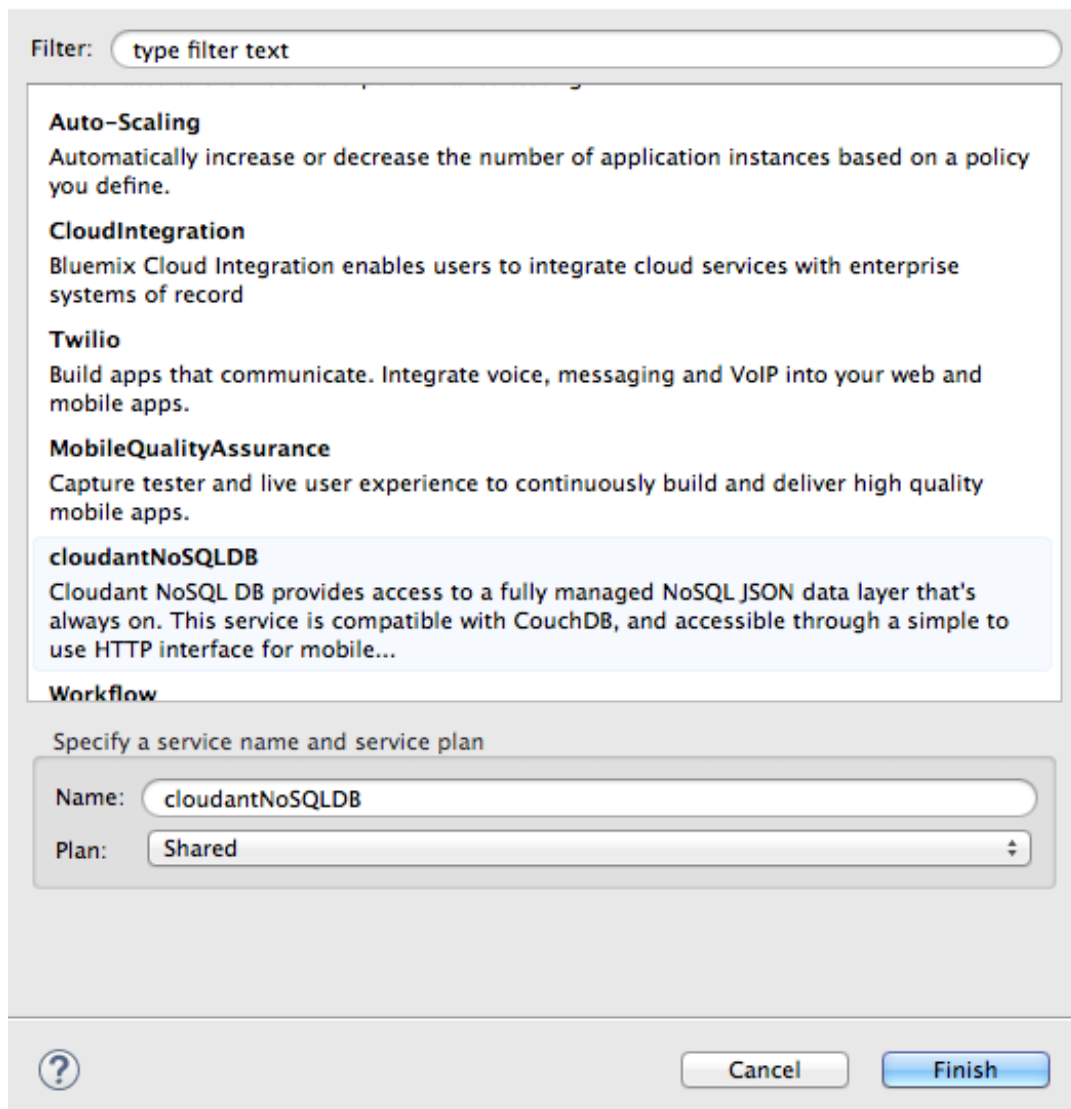 Filter: type filter text
Auto-Scaling
Automatically increase or decrease the number of application instances based on a policy
you define.
CloudIntegration
Bluemix Cloud Integration enables users to integrate cloud services with enterprise
systems of record
Twilio
Build apps that communicate. Integrate voice, messaging and VoIP into your web and
mobile apps.
MobileQualityAssurance
Capture tester and live user experience to continuously build and deliver high quality
mobile apps.
cloudantNoSQLDB
Cloudant NoSQL DB provides access to a fully managed NoSQL JSON data layer that's
always on. This service is compatible with CouchDB, and accessible through a simple to
use HTTP interface for mobile...
Workflow
Specify a service name and service plan
Name: cloudantNoSQLDB
Plan: Shared
? Cancel Finish